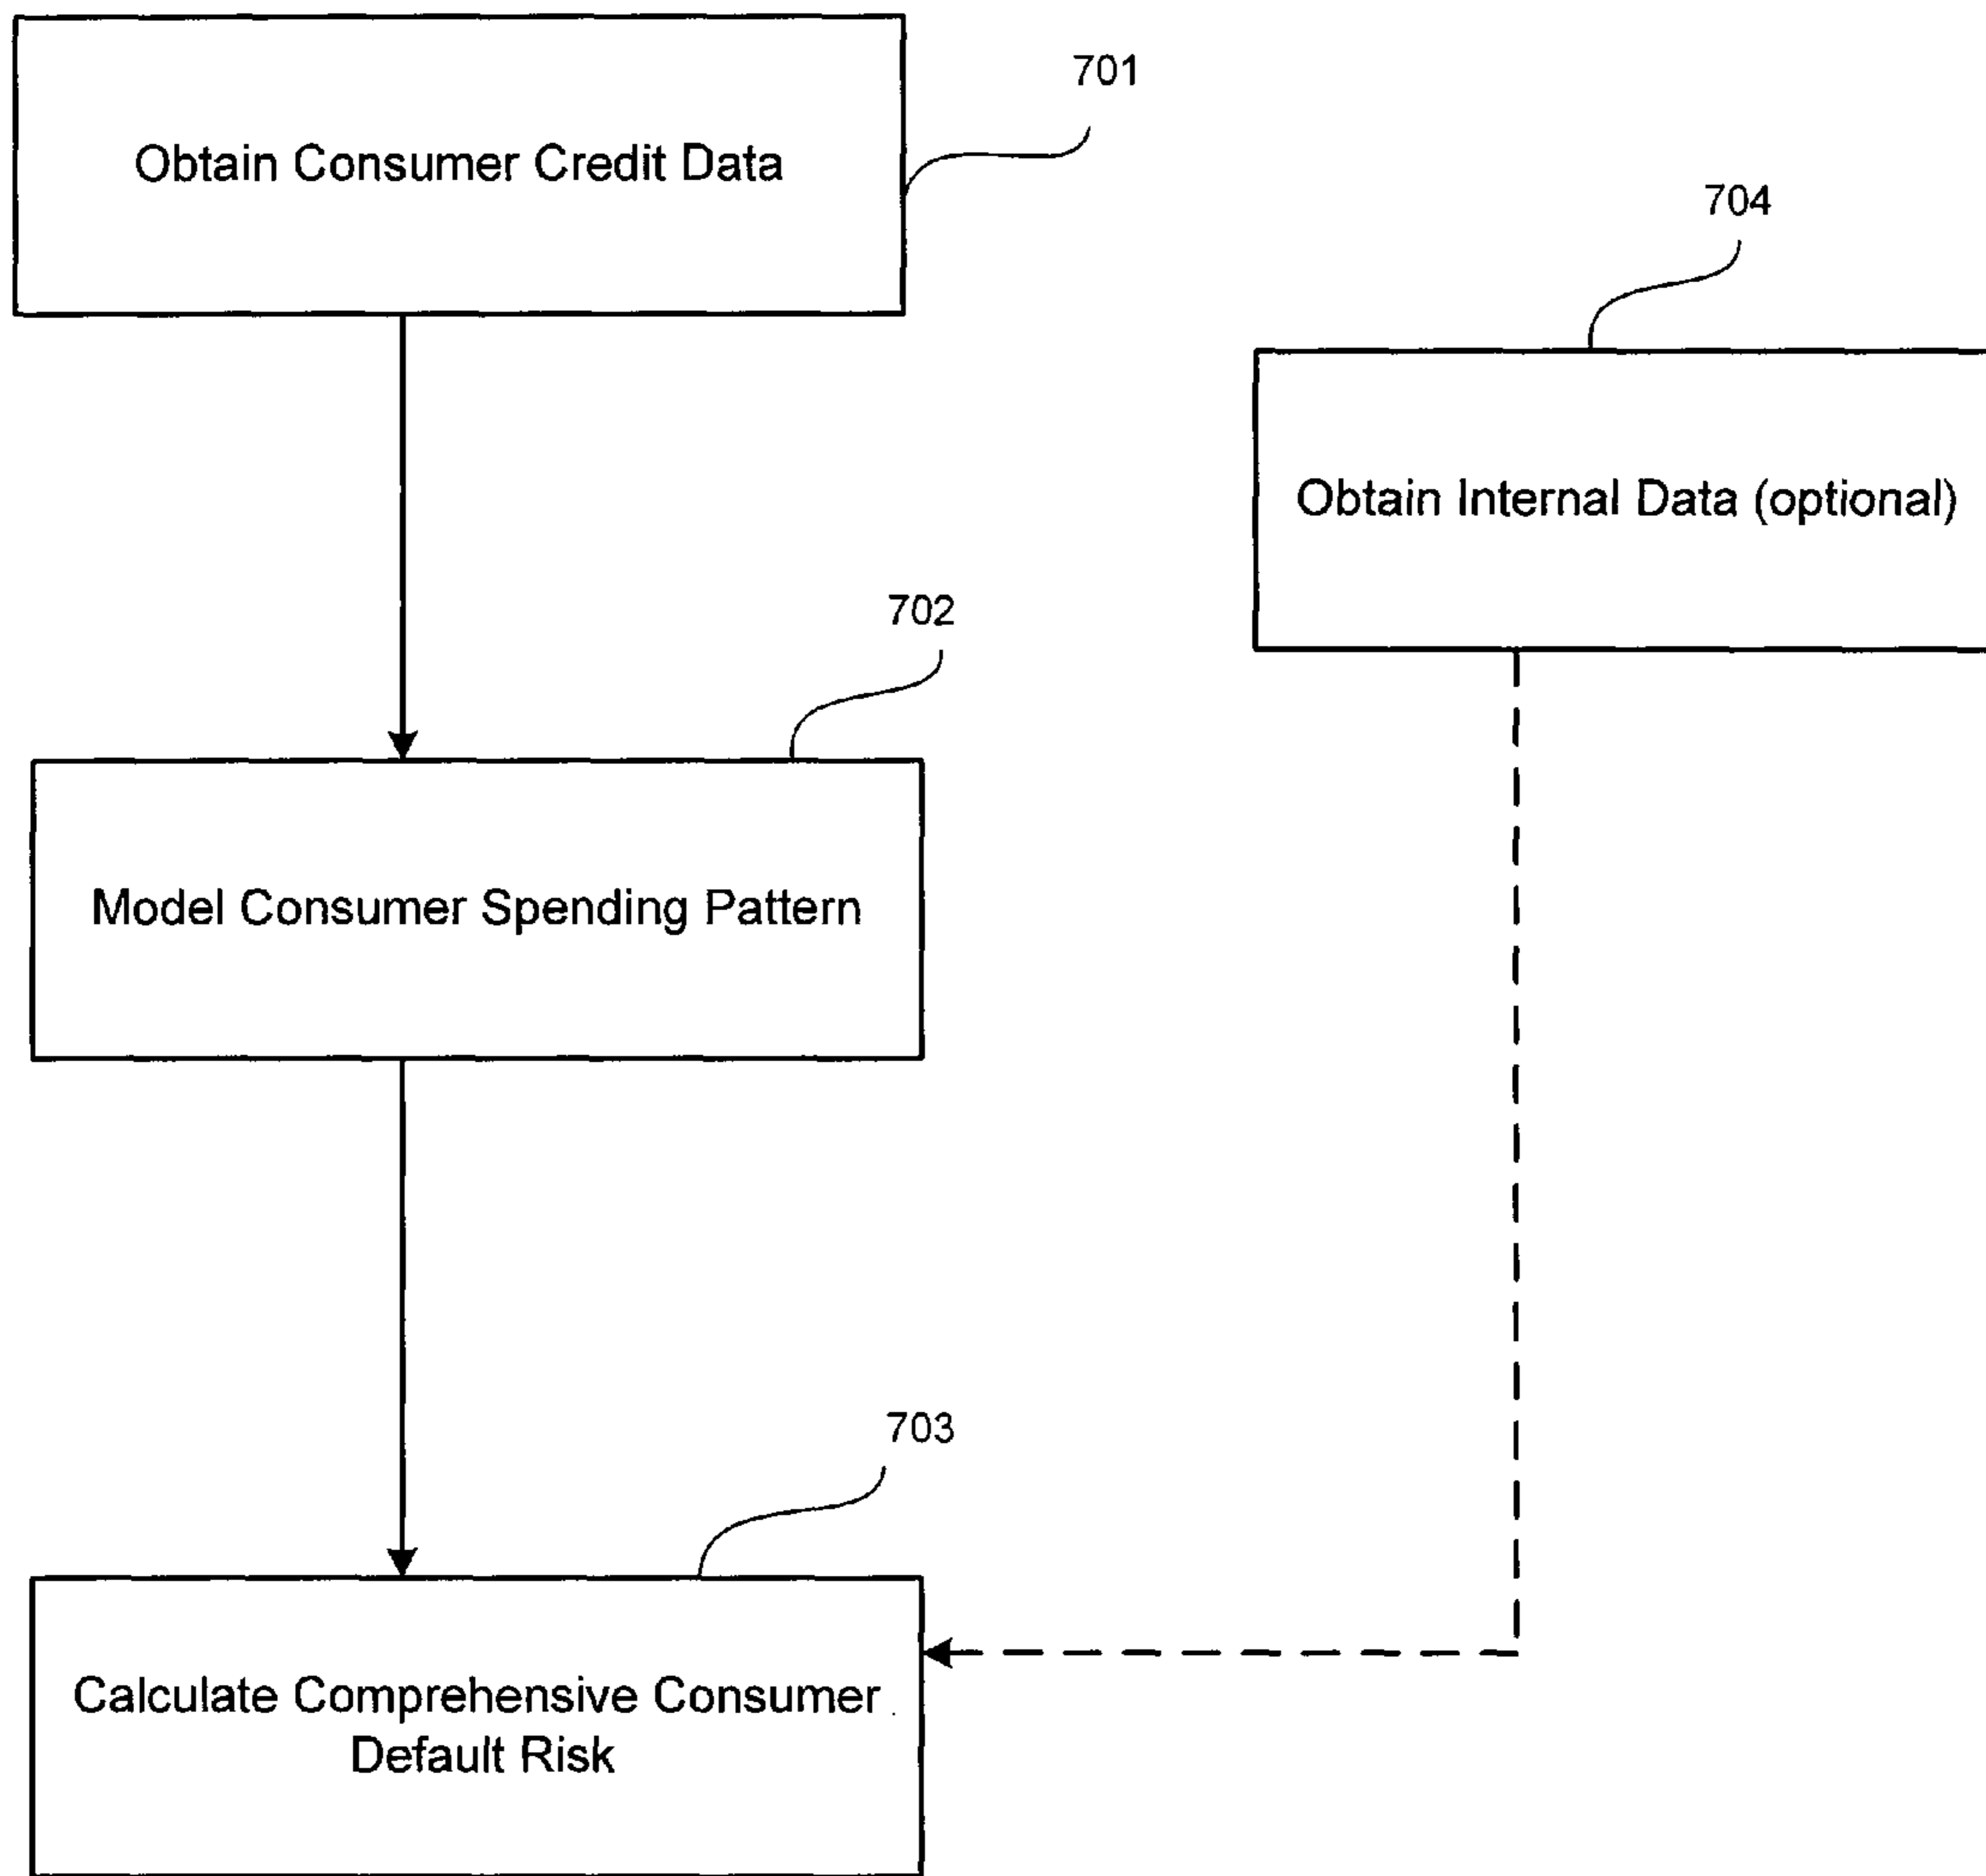 701
Obtain Consumer Credit Data
704
Obtain Internal Data (optional)
702
Model Consumer Spending Pattern
703
Calculate Comprehensive Consumer
Default Risk